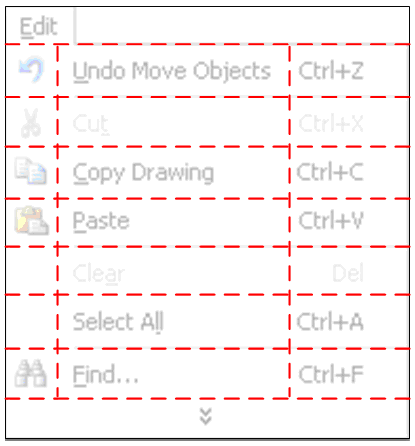 Edit
Undo Move Objects Ctrl+Z
Cut Ctrl+X
Copy Drawing Ctrl+C
Paste Ctrl+V
Clear Del
Select All Ctrl+A
Find... Ctrl+F